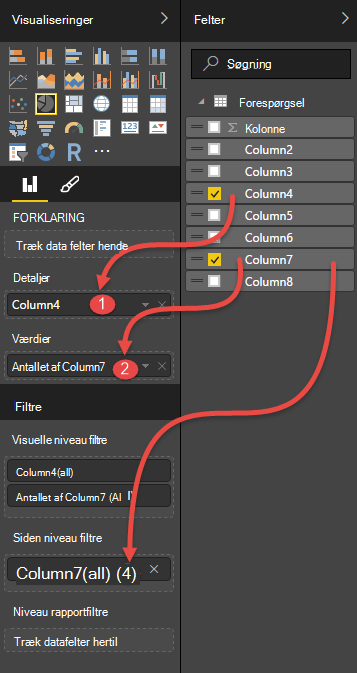 Visualiseringer
R
123
FORKLARING
Træk data felter hende
Detaljer
Column4
1
Værdier
Antallet af Column7
2
Filtre
Visuelle niveau filtre
Column4(all)
Antallet af Column7 (Al
Siden niveau filtre
Column7(all) (4)
Niveau rapportfiltre
Træk datafelter hertil
Felter
Søgning
Forespørgsel
Σ Kolonne
Column2
Column3
Column4
Column5
Column6
Column7
Column8